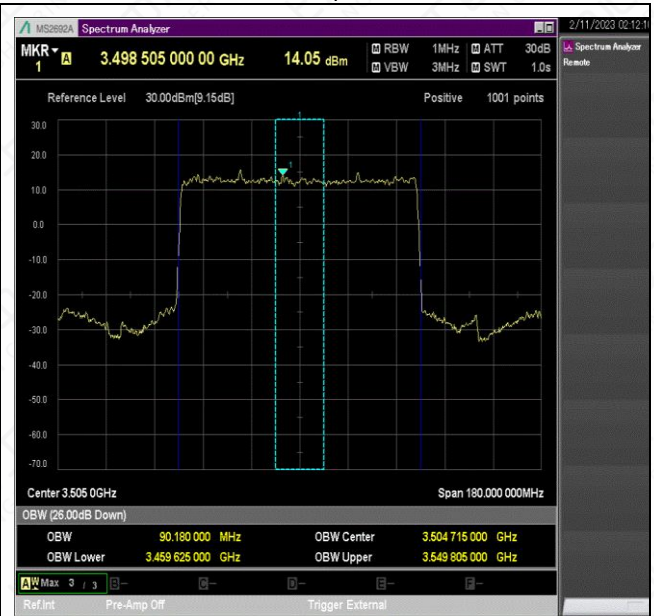 MS2692A Spectrum Analyzer
2/11/2023 02:12:1
MKR 1 A 3.498 505 000 00 GHz 14.05 dBm
M RBW 1MHz M ATT 30dB
M VBW 3MHz M SWT 1.0s
Spectrum Analyzer
Remote
Reference Level 30.00dBm[9.15dB] Positive 1001 points
1
30.0
20.0
1
10.0
0.0
-10.0
-20.0
-30.0
-40.0
-50.0
-60.0
-70.0
Center 3.505 0GHz Span 180.000 000MHz
OBW (26.00dB Down)
OBW 90.180 000 MHz OBW Center 3.504 715 000 GHz
OBW Lower 3.459 625 000 GHz OBW Upper 3.549 805 000 GHz
A W Max 3 / 3 B- C- D- E- F-
Ref.Int Pre-Amp Off Trigger External